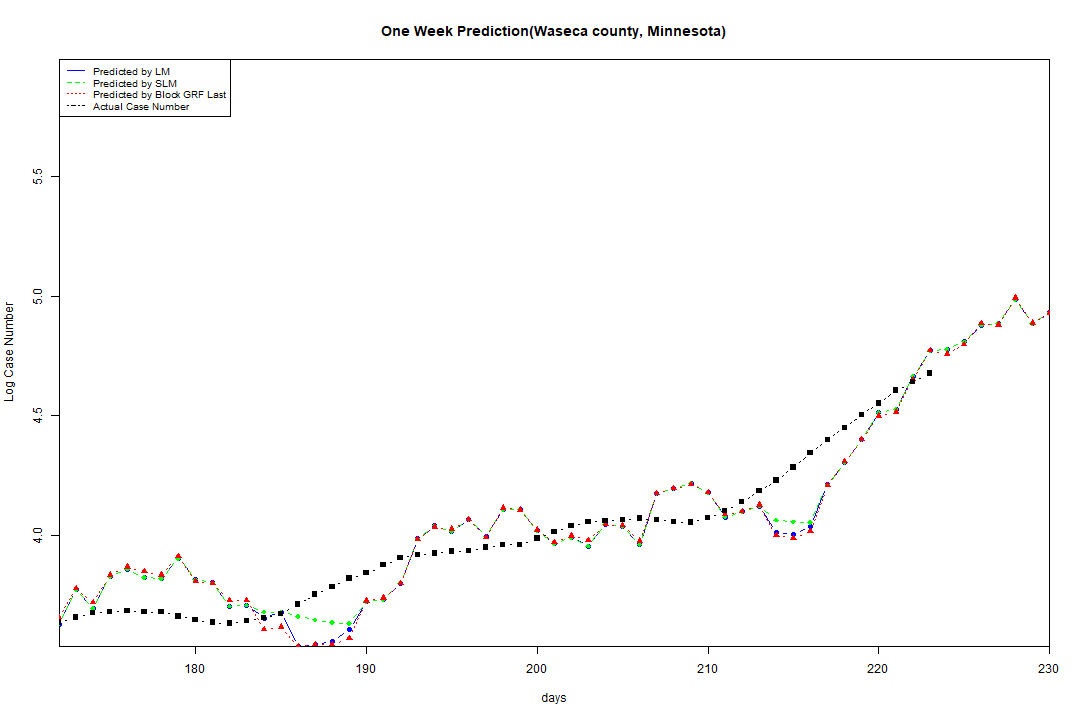 One Week Prediction(Waseca county, Minnesota)
Predicted by LM
Predicted by SLM
Predicted by Block GRF Last
Actual Case Number
5.5
5.0
4.5
4.0
Log Case Number
180 190 200 210 220 230
days